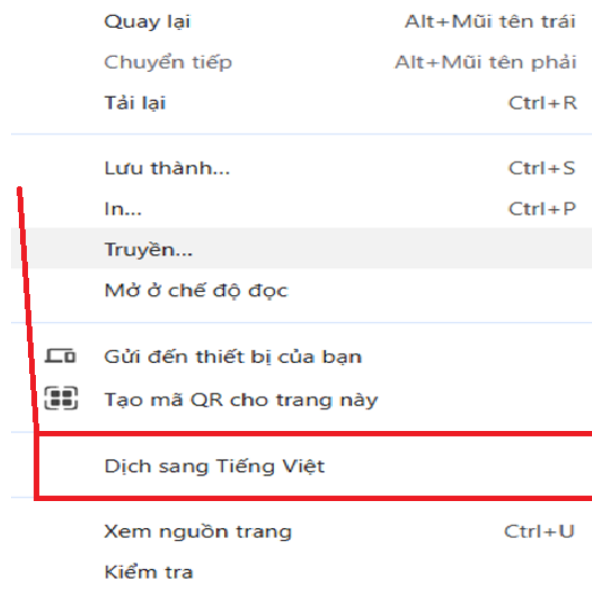 Quay lại Alt+Mũi tên trái
Chuyển tiếp Alt+Mũi tên phải
Tải lại Ctrl+R
Lưu thành... Ctrl+S
In... Ctrl+P
Truyền...
Mở ở chế độ đọc
Gửi đến thiết bị của bạn
Tạo mã QR cho trang này
Dịch sang Tiếng Việt
Xem nguồn trang Ctrl+U
Kiểm tra